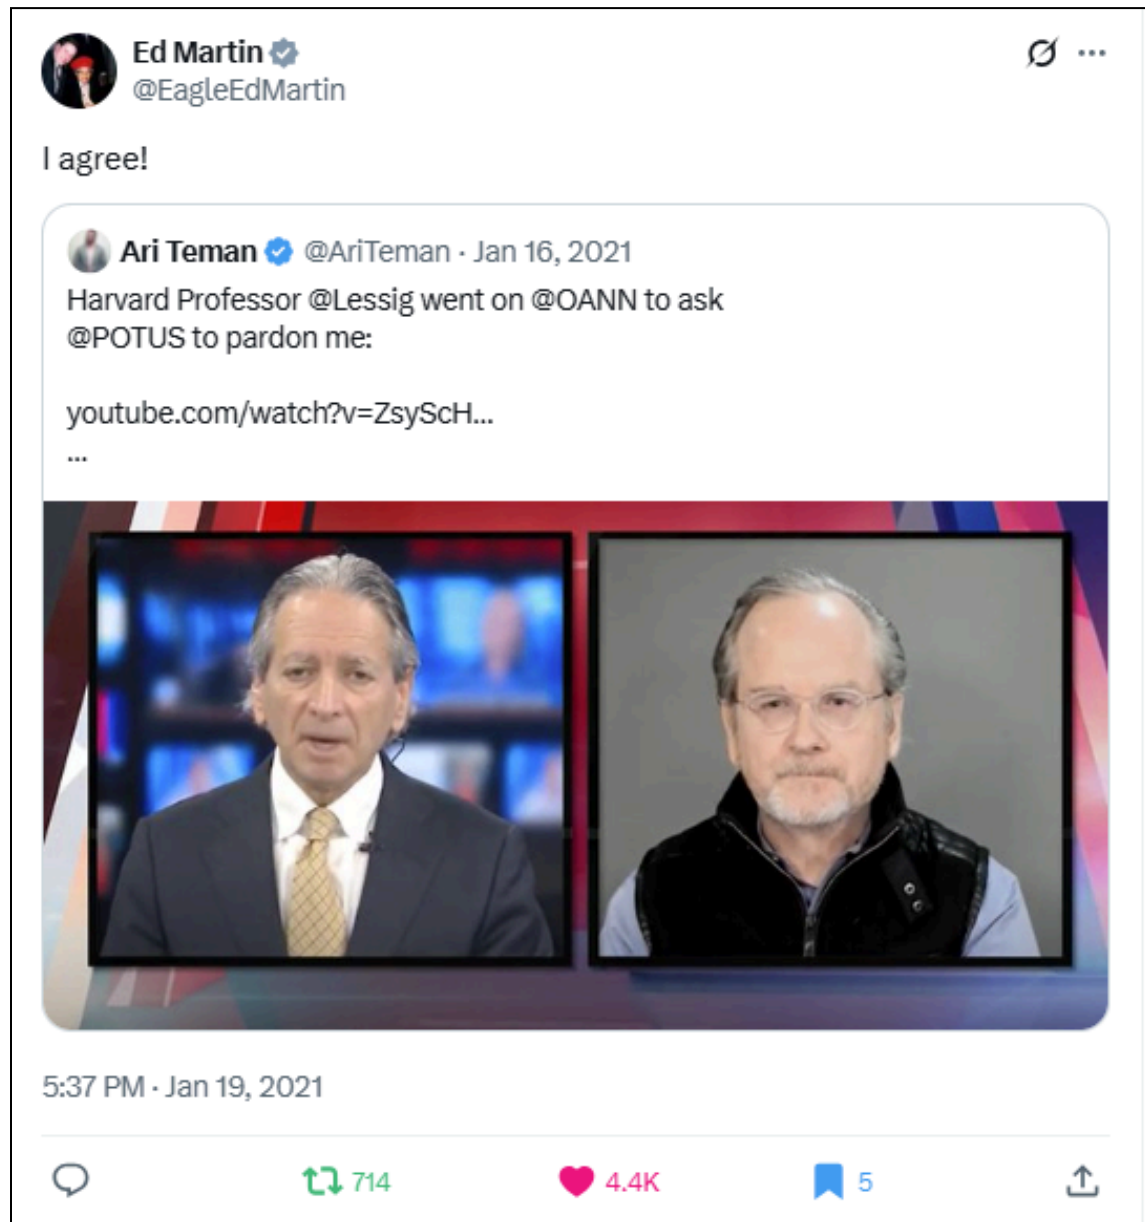 Ed Martin
@EagleEdMartin
I agree!
Ari Teman @AriTeman · Jan 16, 2021
Harvard Professor @Lessig went on @OANN to ask
@POTUS to pardon me:
youtube.com/watch?v=ZsyScH...
...
5:37 PM · Jan 19, 2021
714 4.4K 5